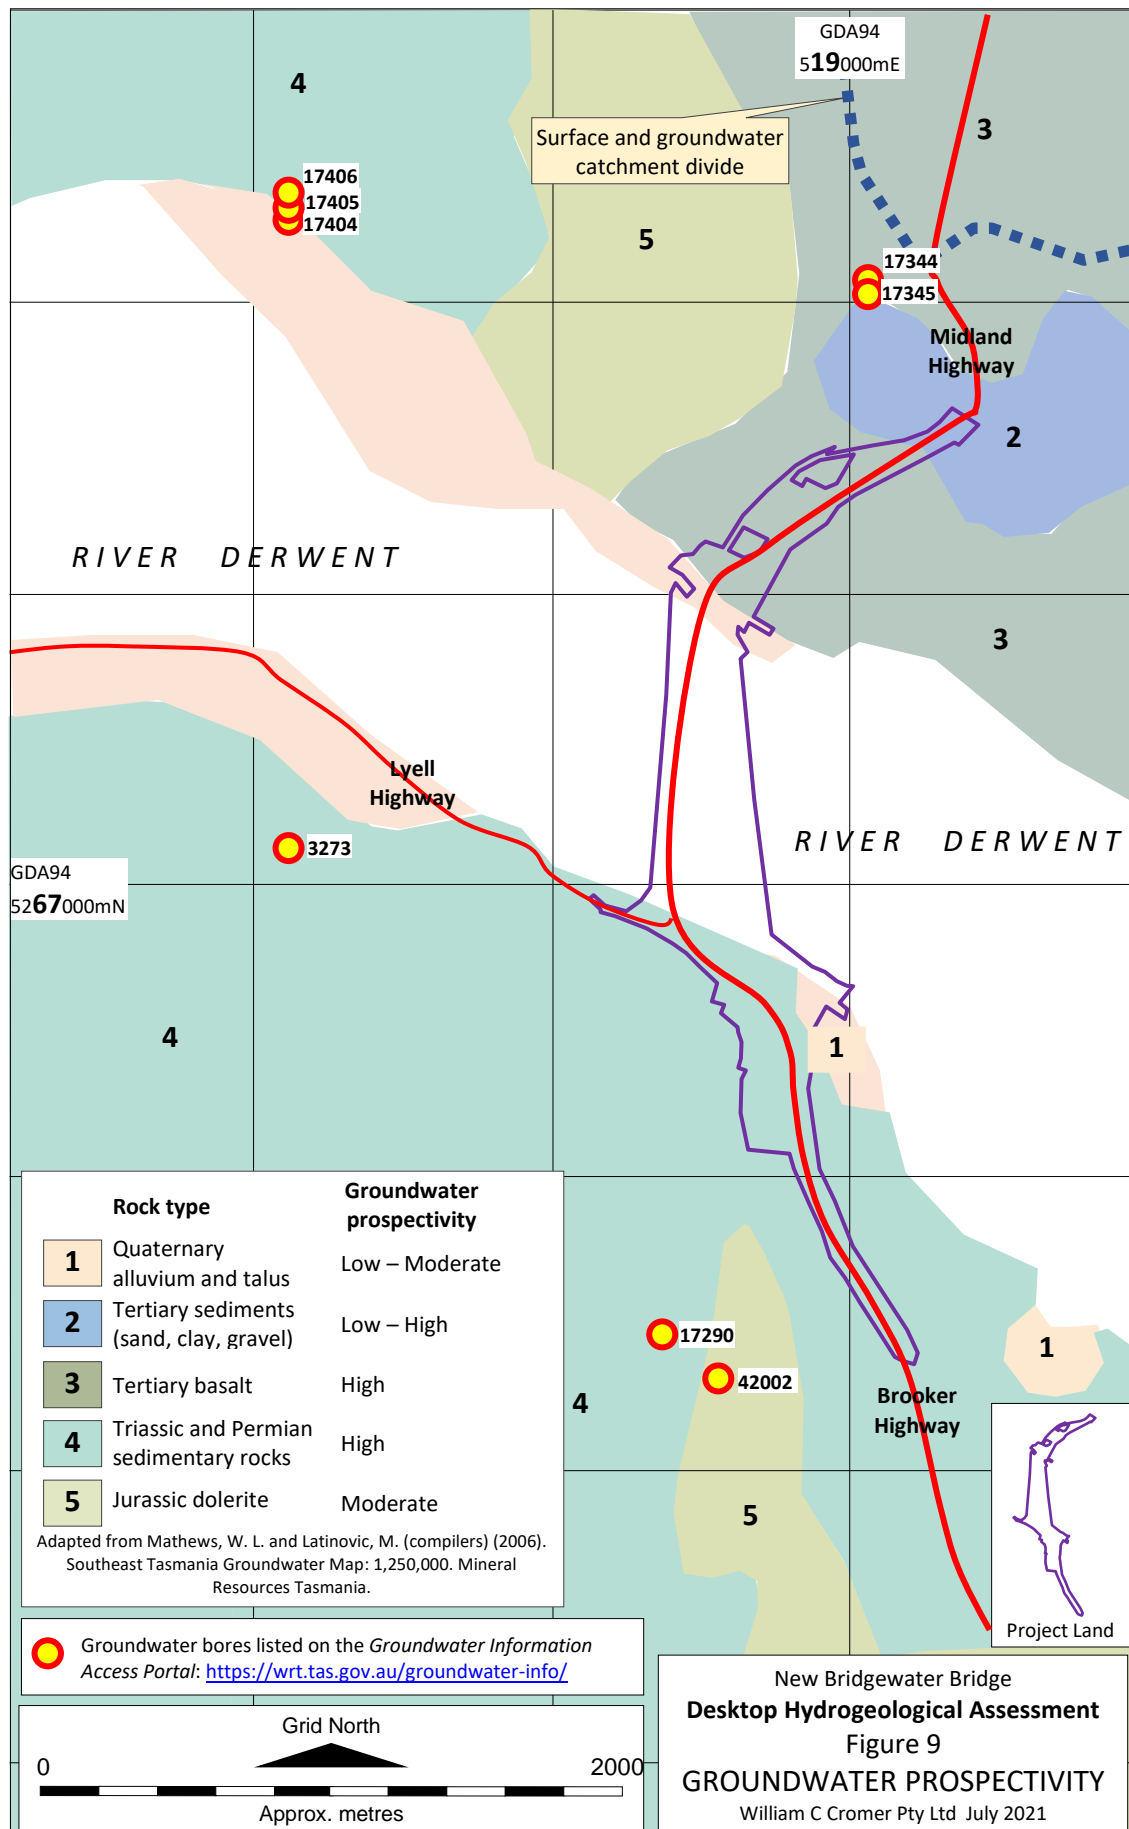 GDA94
519000mE
4
3
Surface and groundwater
catchment divide
17406
17405
17404
5
17344
17345
Midland
Highway
2
RIVER DERWENT
3
Lyell
Highway
3273
RIVER DERWENT
GDA94
5267000mN
4
1
Rock type
Groundwater
prospectivity
1
Quaternary
alluvium and talus
Low – Moderate
2
Tertiary sediments
(sand, clay, gravel)
Low – High
3
Tertiary basalt
High
4
Triassic and Permian
sedimentary rocks
High
5
Jurassic dolerite
Moderate
Adapted from Mathews, W. L. and Latinovic, M. (compilers) (2006).
Southeast Tasmania Groundwater Map: 1,250,000. Mineral
Resources Tasmania.
17290
42002
4
1
Brooker
Highway
5
Project Land
Groundwater bores listed on the Groundwater Information
Access Portal: https://wrt.tas.gov.au/groundwater-info/
Grid North
0
2000
Approx. metres
New Bridgewater Bridge
Desktop Hydrogeological Assessment
Figure 9
GROUNDWATER PROSPECTIVITY
William C Cromer Pty Ltd July 2021